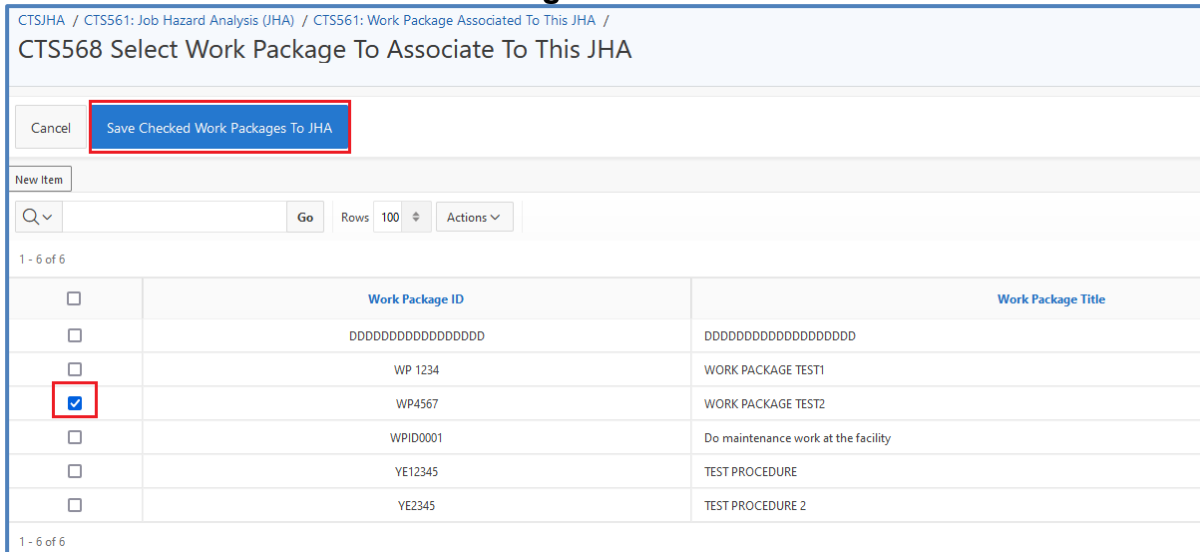 CTSJHA / CTS561: Job Hazard Analysis (JHA) / CTS561: Work Package Associated To This JHA /
CTS568 Select Work Package To Associate To This JHA
Cancel Save Checked Work Packages To JHA
New Item
Go Rows 100 Actions
1 - 6 of 6
Work Package ID Work Package Title
DDDDDDDDDDDDDDDDD DDDDDDDDDDDDDDDDDDD
WP 1234 WORK PACKAGE TEST1
WP4567 WORK PACKAGE TEST2
WPID0001 Do maintenance work at the facility
YE12345 TEST PROCEDURE
YE2345 TEST PROCEDURE 2
1 - 6 of 6